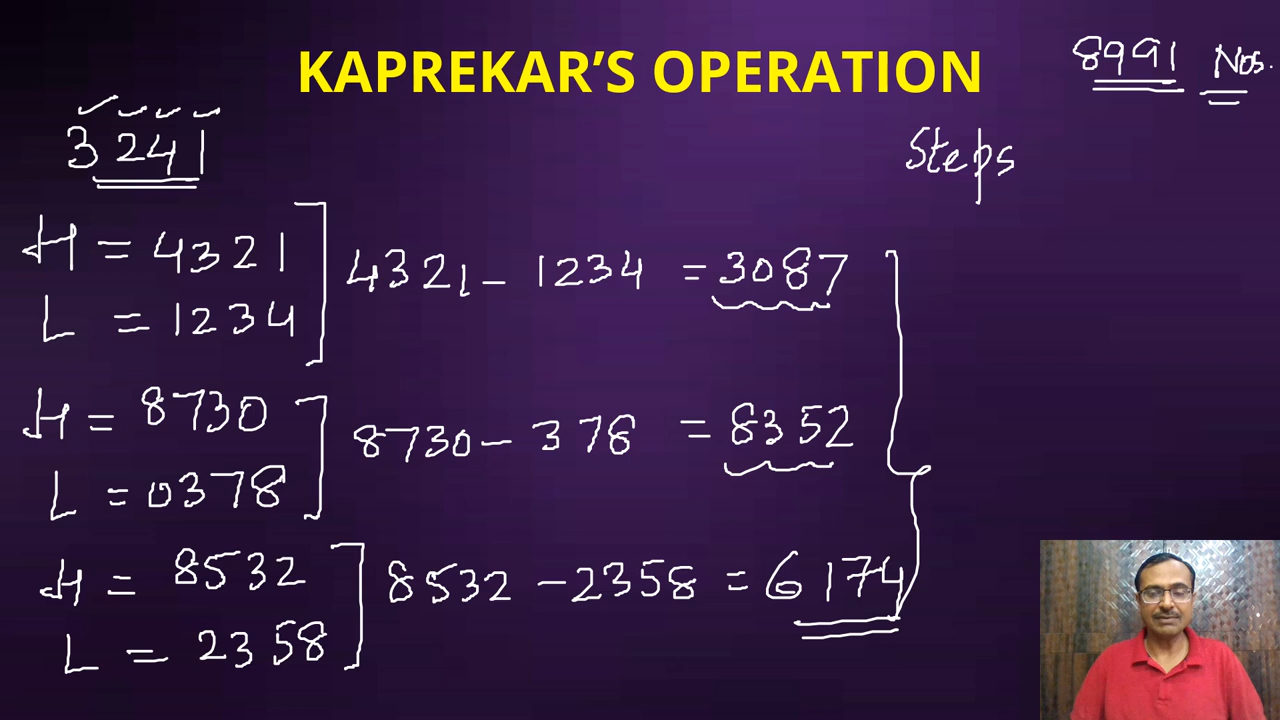 KAPREKAR'S OPERATION
8991 Nos.
3241
Steps
H = 4321
L = 1234
4321 - 1234 = 3087
H = 8730
L = 0378
8730 - 378 = 8352
H = 8532
L = 2358
8532 - 2358 = 6174